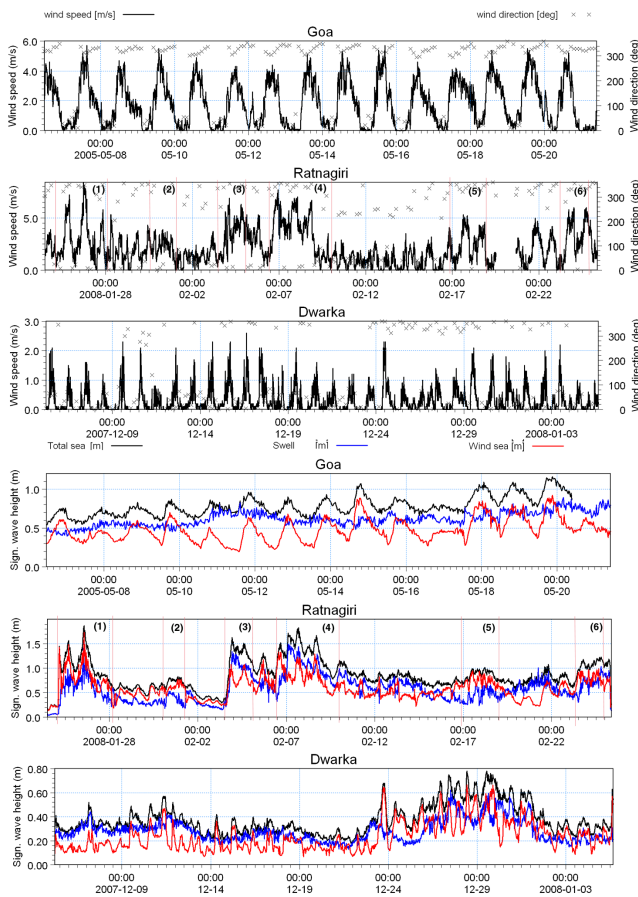 wind speed [m/s] wind direction [deg]
Goa
Wind speed (m/s)
6.0
4.0
2.0
0.0
300
200
100
0
Wind direction (deg)
00:00 00:00 00:00 00:00 00:00 00:00 00:00
2005-05-08 05-10 05-12 05-14 05-16 05-18 05-20
Ratnagiri
(1) (2) (3) (4) (5) (6)
Wind speed (m/s)
5.0
0.0
300
200
100
0
Wind direction (deg)
00:00 00:00 00:00 00:00 00:00 00:00
2008-01-28 02-02 02-07 02-12 02-17 02-22
Dwarka
Wind speed (m/s)
3.0
2.0
1.0
0.0
300
200
100
0
Wind direction (deg)
00:00 00:00 00:00 00:00 00:00 00:00
2007-12-09 12-14 12-19 12-24 12-29 2008-01-03
Total sea [m] Swell [m] Wind sea [m]
Goa
Sign. wave height (m)
1.0
0.5
0.0
00:00 00:00 00:00 00:00 00:00 00:00 00:00
2005-05-08 05-10 05-12 05-14 05-16 05-18 05-20
Ratnagiri
(1) (2) (3) (4) (5) (6)
Sign. wave height (m)
1.5
1.0
0.5
0.0
00:00 00:00 00:00 00:00 00:00 00:00
2008-01-28 02-02 02-07 02-12 02-17 02-22
Dwarka
Sign. wave height (m)
0.80
0.60
0.40
0.20
0.00
00:00 00:00 00:00 00:00 00:00 00:00
2007-12-09 12-14 12-19 12-24 12-29 2008-01-03